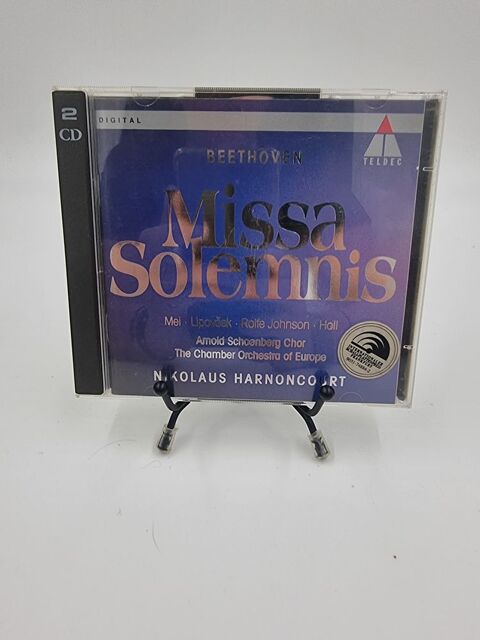 2
CD
DIGITAL
TELDEC
BEETHOVEN
Missa
Solemnis
Mei · Lipovšek · Rolfe Johnson · Holl
Arnold Schoenberg Chor
The Chamber Orchestra of Europe
NIKOLAUS HARNONCOURT